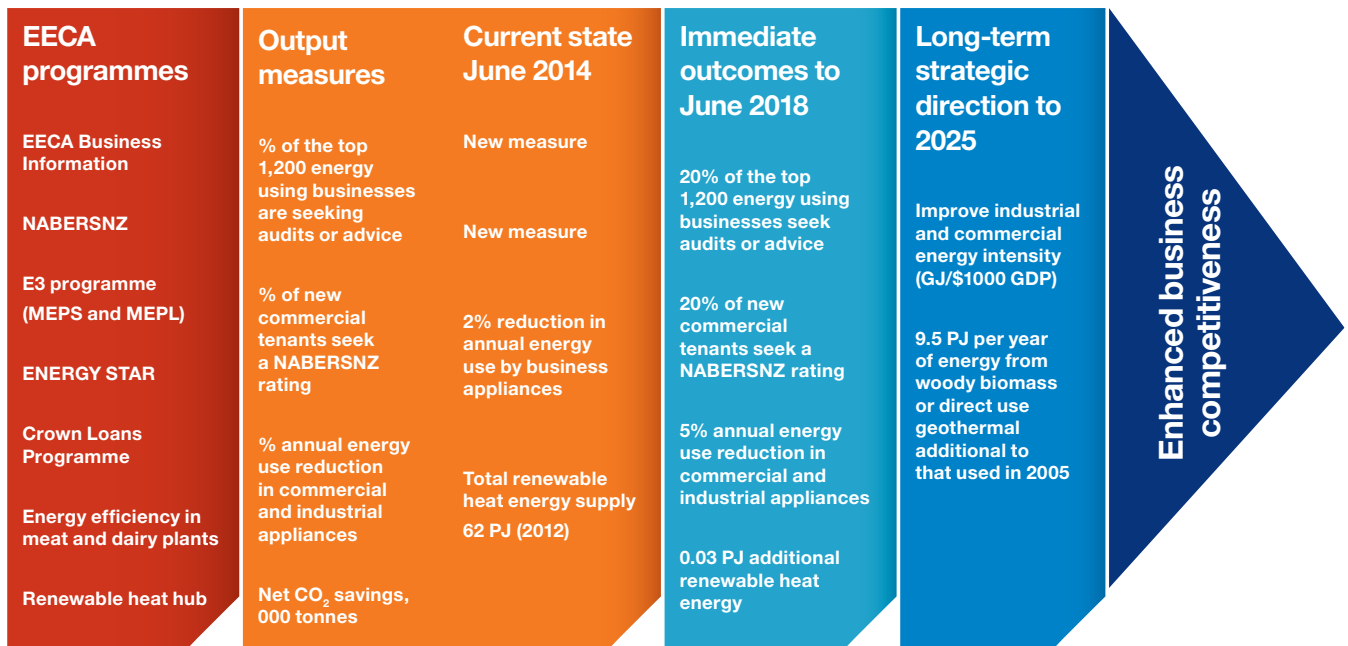 EECA
programmes
EECA Business
Information
NABERSNZ
E3 programme
(MEPS and MEPL)
ENERGY STAR
Crown Loans
Programme
Energy efficiency in
meat and dairy plants
Renewable heat hub
Output
measures
% of the top
1,200 energy
using businesses
are seeking
audits or advice
% of new
commercial
tenants seek
a NABERSNZ
rating
% annual energy
use reduction
in commercial
and industrial
appliances
Net CO₂ savings,
000 tonnes
Current state
June 2014
New measure
New measure
2% reduction in
annual energy
use by business
appliances
Total renewable
heat energy supply
62 PJ (2012)
Immediate
outcomes to
June 2018
20% of the top
1,200 energy using
businesses seek
audits or advice
20% of new
commercial
tenants seek a
NABERSNZ rating
5% annual energy
use reduction in
commercial and
industrial appliances
0.03 PJ additional
renewable heat
energy
Long-term
strategic
direction to
2025
Improve industrial
and commercial
energy intensity
(GJ/$1000 GDP)
9.5 PJ per year
of energy from
woody biomass
or direct use
geothermal
additional to
that used in 2005
Enhanced business
competitiveness